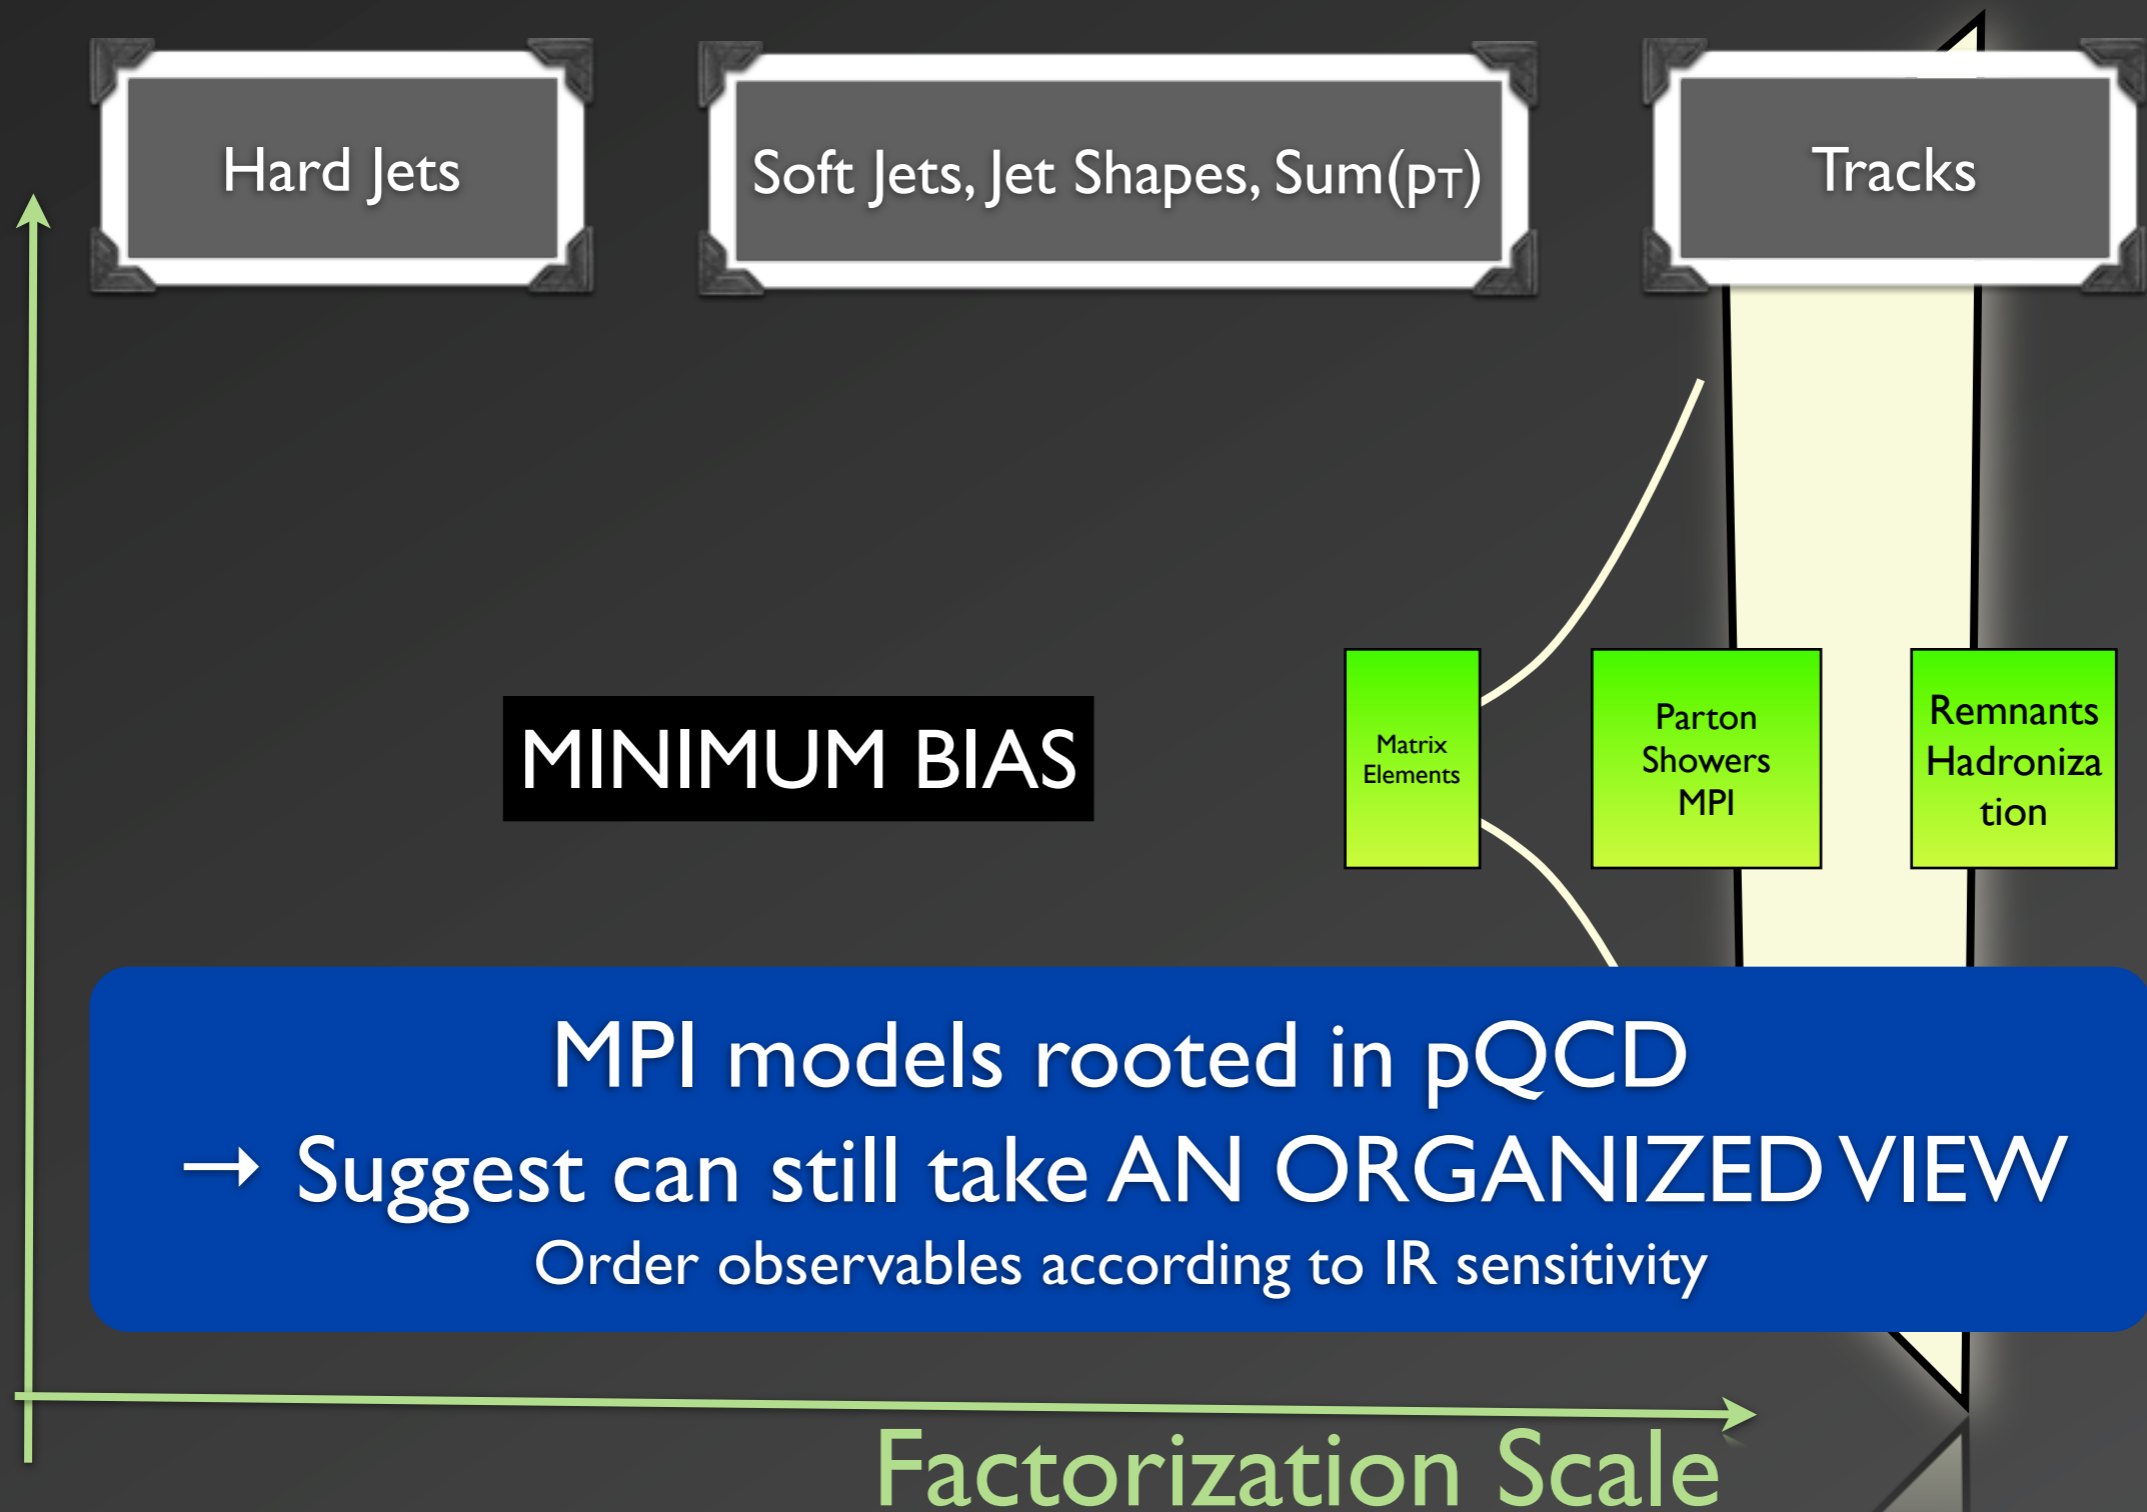 Hard Jets
Soft Jets, Jet Shapes, Sum(pT)
Tracks
MINIMUM BIAS
Matrix
Elements
Parton
Showers
MPI
Remnants
Hadroniza
tion
MPI models rooted in pQCD
→ Suggest can still take AN ORGANIZED VIEW
Order observables according to IR sensitivity
Factorization Scale